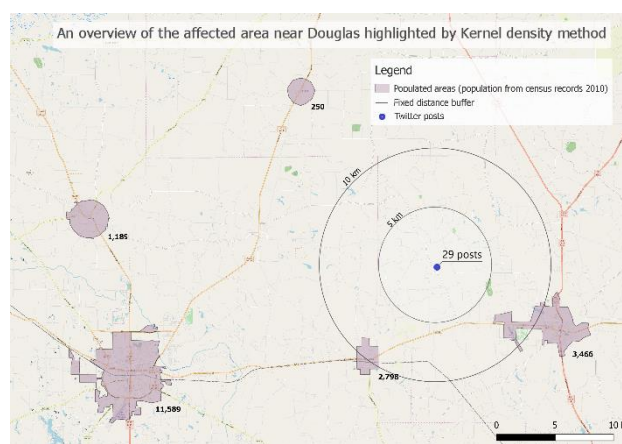 An overview of the affected area near Douglas highlighted by Kernel density method
Legend
Populated areas (population from census records 2010)
Fixed distance buffer
Twitter posts
250
10 km
5 km
1,185
29 posts
3,466
2,798
11,589
0 5 10